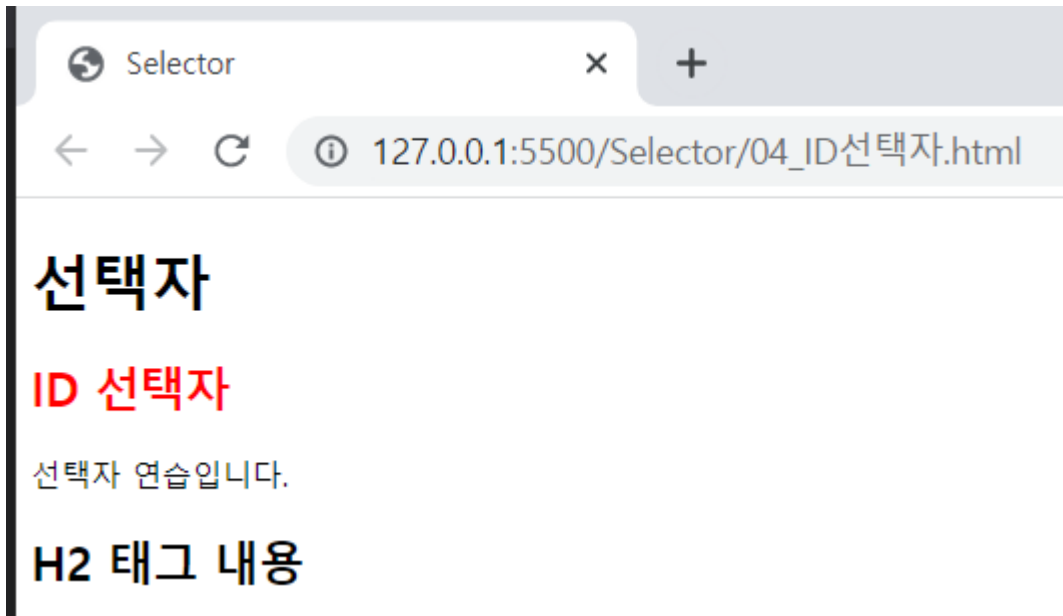 Selector
127.0.0.1:5500/Selector/04_ID선택자.html
선택자
ID 선택자
선택자 연습입니다.
H2 태그 내용